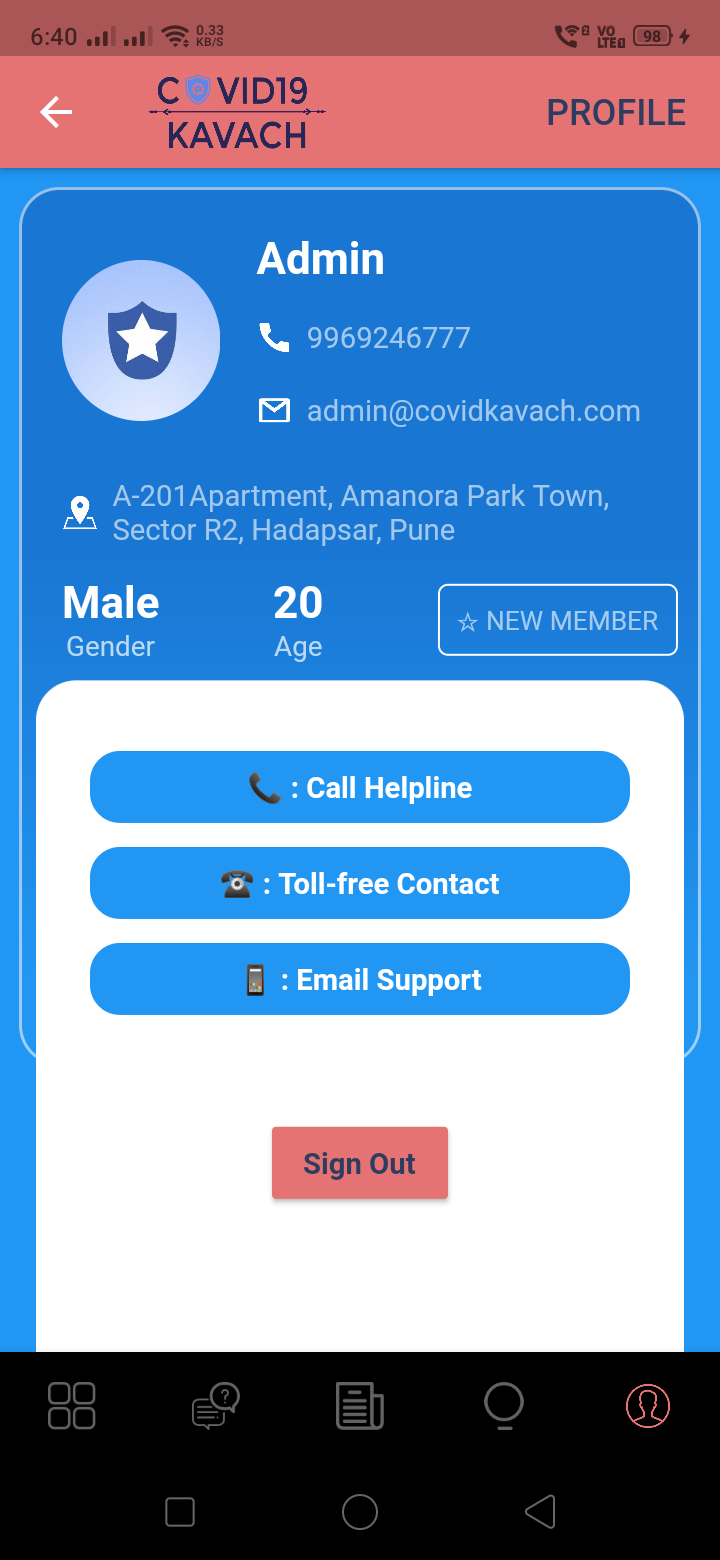 6:40
0.33
KB/S
VO
LTE
98
COVID19
KAVACH
PROFILE
Admin
9969246777
admin@covidkavach.com
A-201Apartment, Amanora Park Town,
Sector R2, Hadapsar, Pune
Male
20
☆ NEW MEMBER
Gender
Age
📞 : Call Helpline
☎️ : Toll-free Contact
📱 : Email Support
Sign Out